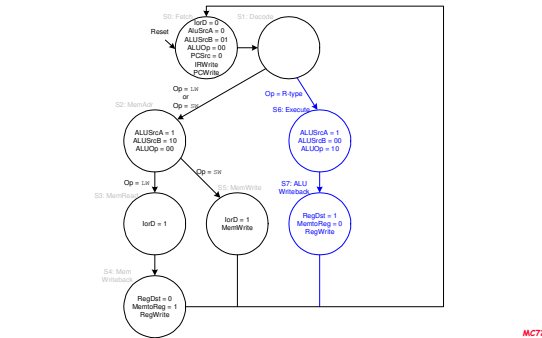 S0: Fetch
S1: Decode
Reset
IorD = 0
AluSrcA = 0
ALUSrcB = 01
ALUOp = 00
PCSrc = 0
IRWrite
PCWrite
Op = LW
or
Op = SW
Op = R-type
S2: MemAdr
S6: Execute
ALUSrcA = 1
ALUSrcB = 10
ALUOp = 00
ALUSrcA = 1
ALUSrcB = 00
ALUOp = 10
Op = LW
Op = SW
S3: MemRead
S5: MemWrite
S7: ALU
Writeback
IorD = 1
IorD = 1
MemWrite
RegDst = 1
MemtoReg = 0
RegWrite
S4: Mem
Writeback
RegDst = 0
MemtoReg = 1
RegWrite